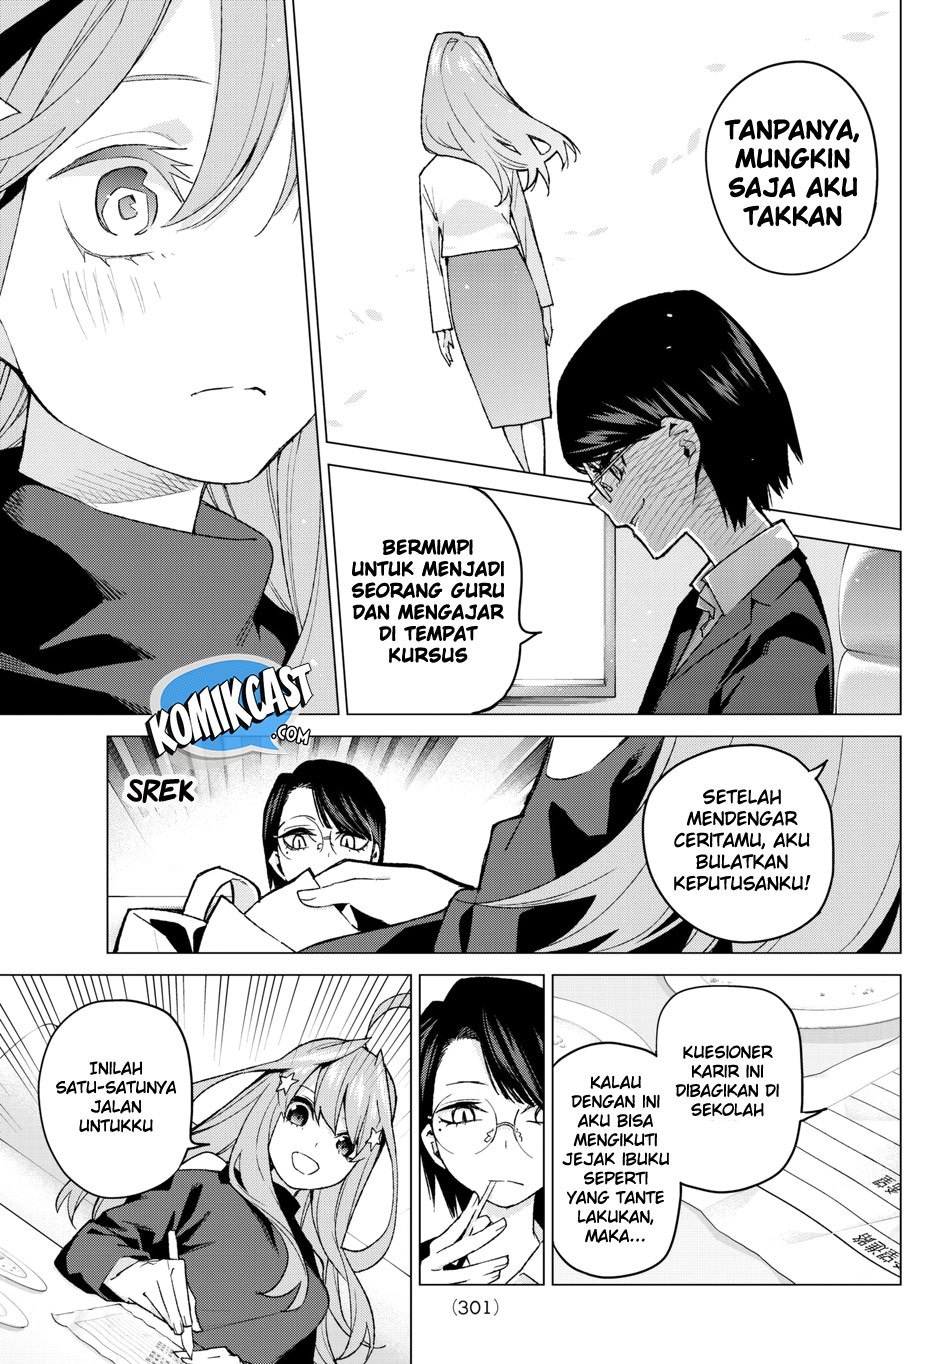 TANPANYA,
MUNGKIN
SAJA AKU
TAKKAN
BERMIMPI
UNTUK MENJADI
SEORANG GURU
DAN MENGAJAR
DI TEMPAT
KURSUS
KOMIKCAST
.COM
SETELAH
MENDENGAR
CERITAMU, AKU
BULATKAN
KEPUTUSANKU!
SREK
KUESIONER
KARIR INI
DIBAGIKAN DI
SEKOLAH
KALAU
DENGAN INI
AKU BISA
MENGIKUTI
JEJAK IBUKU
SEPERTI
YANG TANTE
LAKUKAN,
MAKA...
INILAH
SATU-SATUNYA
JALAN
UNTUKKU
(301)